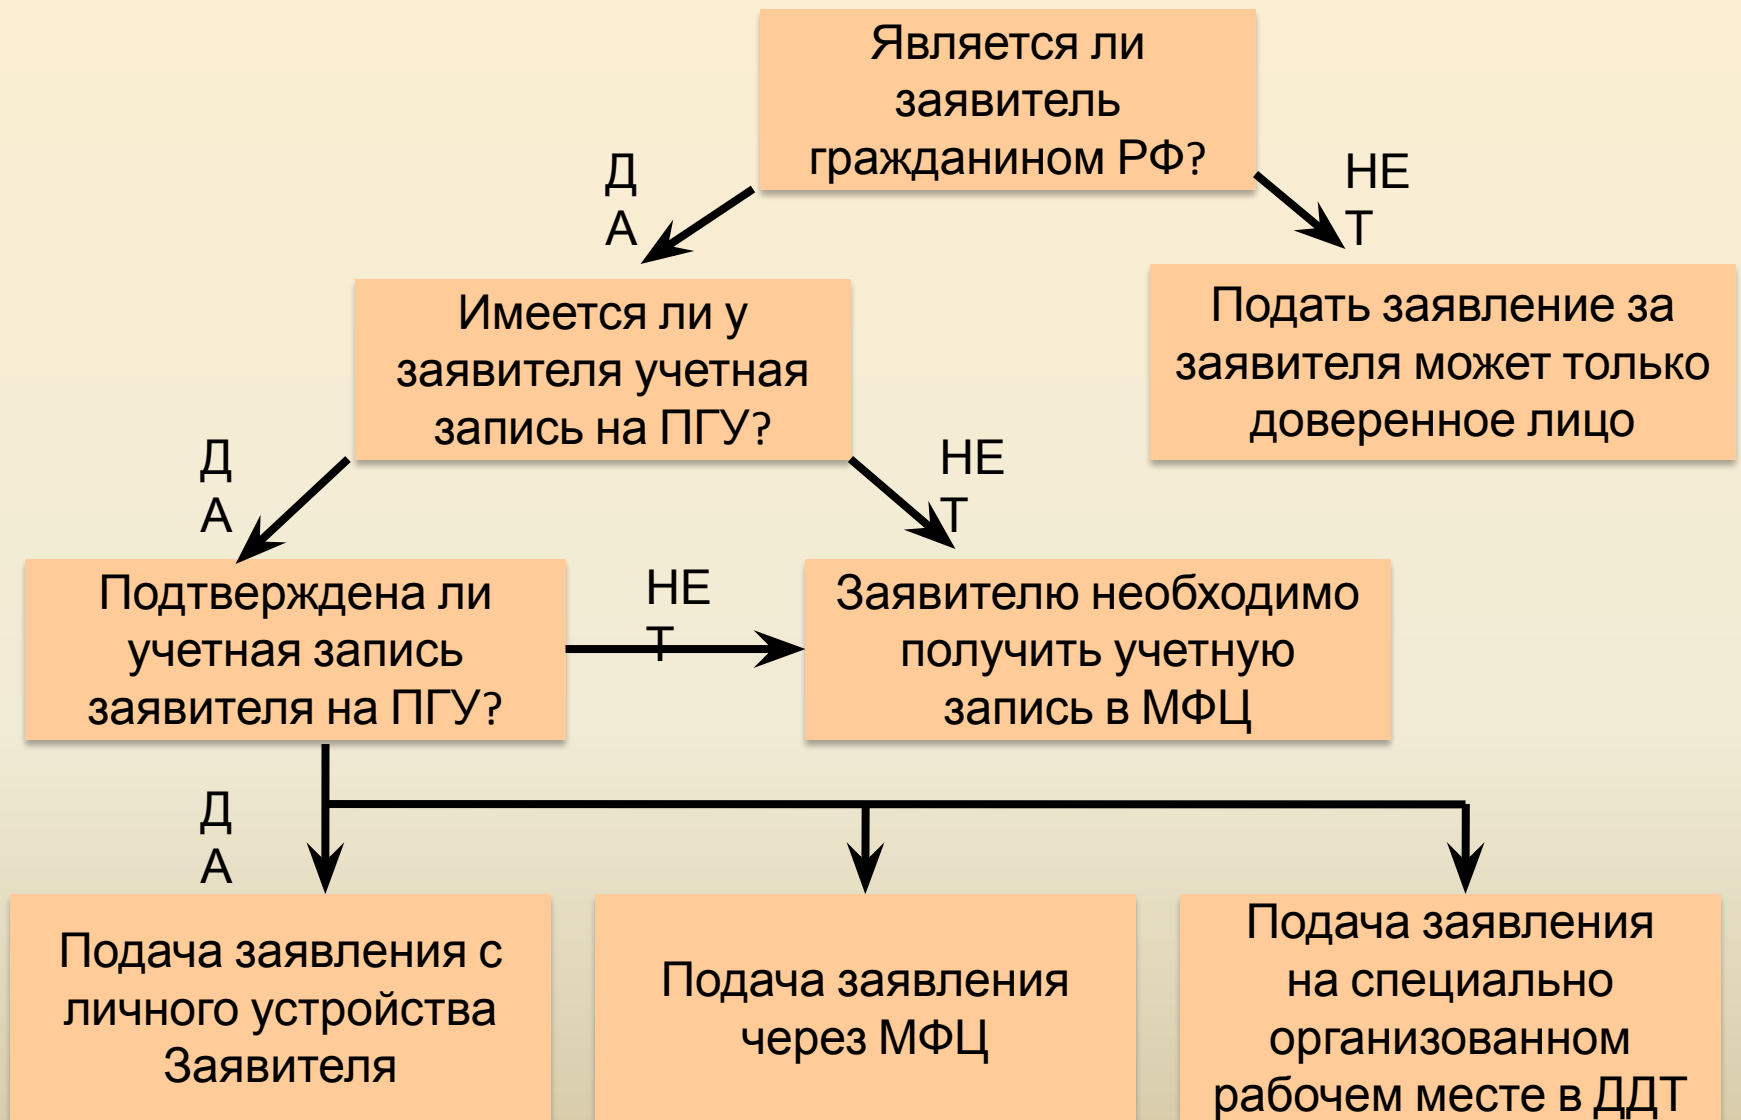 Является ли
заявитель
гражданином РФ?
Д
А
НЕ
Т
Имеется ли у
заявителя учетная
запись на ПГУ?
Подать заявление за
заявителя может только
доверенное лицо
Д
А
НЕ
Т
Подтверждена ли
учетная запись
заявителя на ПГУ?
НЕ
Т
Заявителю необходимо
получить учетную
запись в МФЦ
Д
А
Подача заявления с
личного устройства
Заявителя
Подача заявления
через МФЦ
Подача заявления
на специально
организованном
рабочем месте в ДДТ